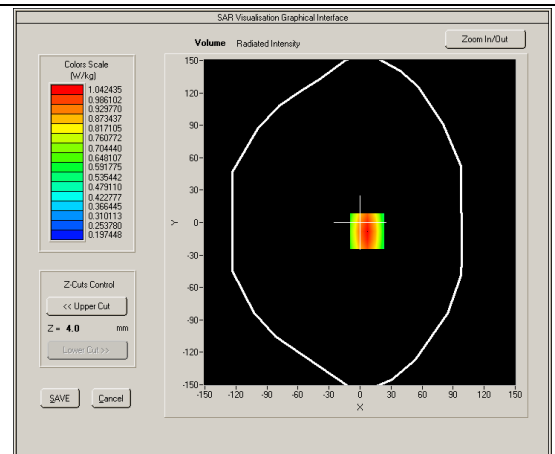 SAR Visualisation Graphical Interface
Volume Radiated Intensity
Zoom In/Out
Colors Scale
(W/kg)
1.042435
0.986102
0.929770
0.873437
0.817105
0.760772
0.704440
0.648107
0.591775
0.535442
0.479110
0.422777
0.366445
0.310113
0.253780
0.197448
Z-Cuts Control
<< Upper Cut
Z = 4.0 mm
Lower Cut >>
SAVE Cancel
150
120
90
60
30
0
-30
-60
-90
-120
-150
Y
-150 -120 -90 -60 -30 0 30 60 90 120 150
X